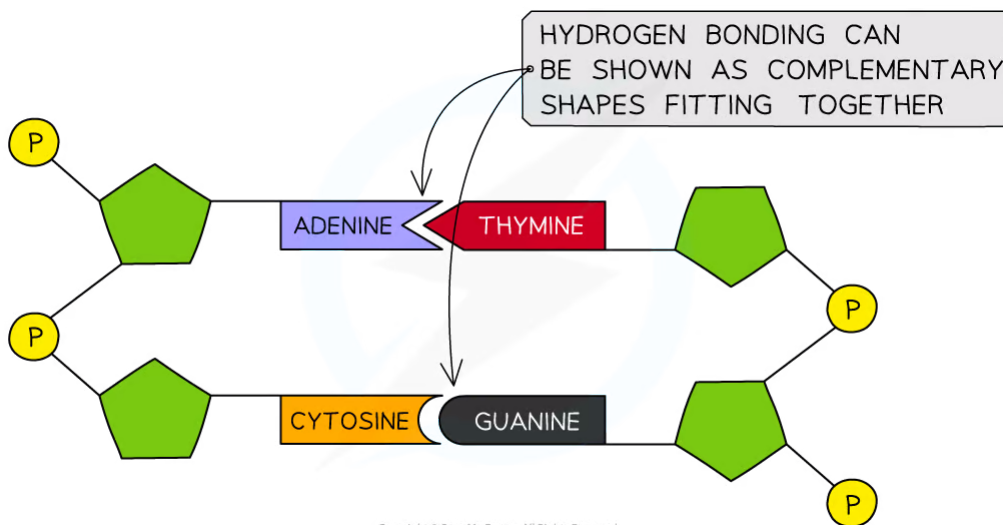 HYDROGEN BONDING CAN
BE SHOWN AS COMPLEMENTARY
SHAPES FITTING TOGETHER
P
ADENINE
THYMINE
P
P
CYTOSINE
GUANINE
P